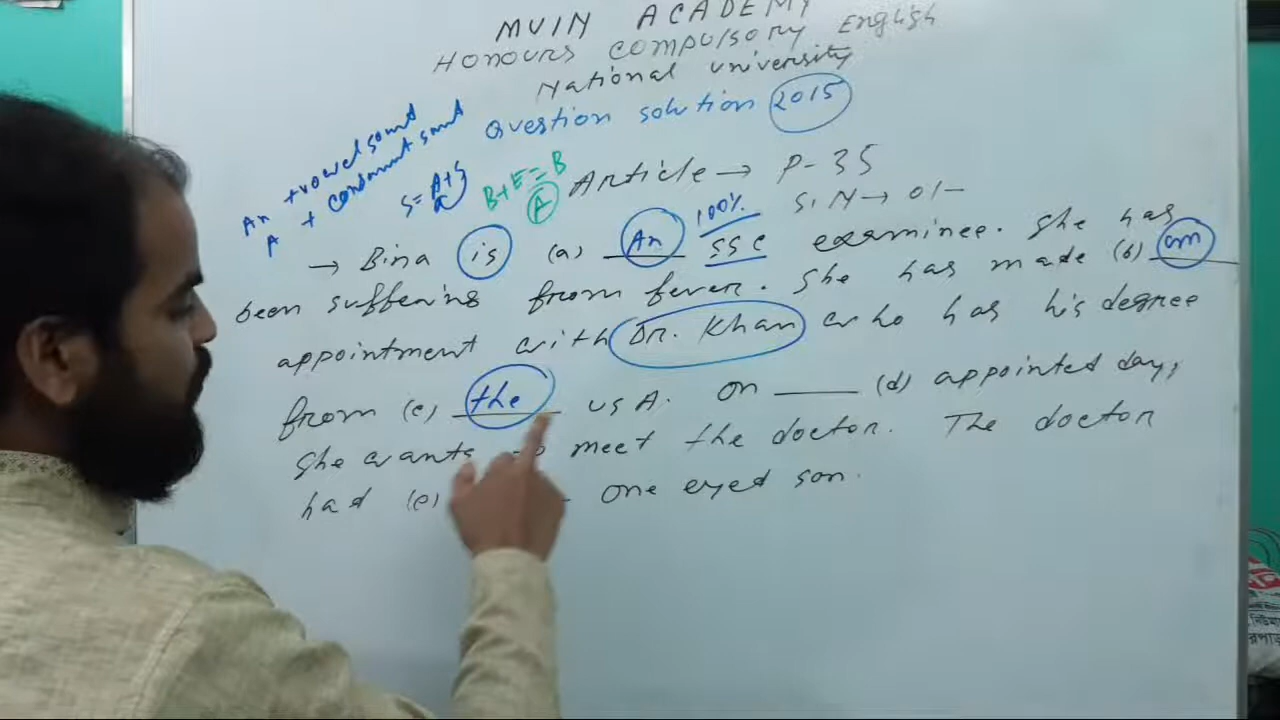 MUIN ACADEMY
HONOURS COMPULSORY English
National university
Question solution 2015
An +vowel sount
A + consonant sount
S=A+S
a
B+E=B
A
Article → P-35
S.N→ 01-
100%
→ Bina is (a) An SSC examinee. She has
been suffering from fever. She has made (b) an
appointment with Dr. Khan who has his degree
from (c) the USA. on ____ (d) appointed day,
She wants to meet the doctor. The doctor
had (e) one eyed son.